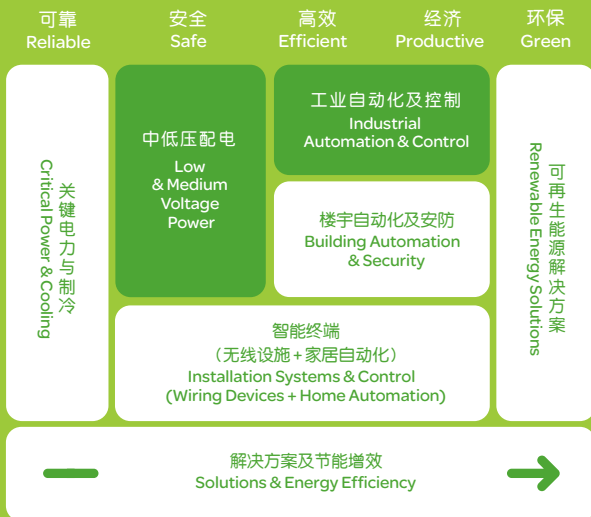 可靠
Reliable
安全
Safe
高效
Efficient
经济
Productive
环保
Green
关键电力与制冷
Critical Power & Cooling
中低压配电
Low
& Medium
Voltage
Power
工业自动化及控制
Industrial
Automation & Control
楼宇自动化及安防
Building Automation
& Security
可再生能源解决方案
Renewable Energy Solutions
智能终端
（无线设施+家居自动化）
Installation Systems & Control
(Wiring Devices + Home Automation)
解决方案及节能增效
Solutions & Energy Efficiency